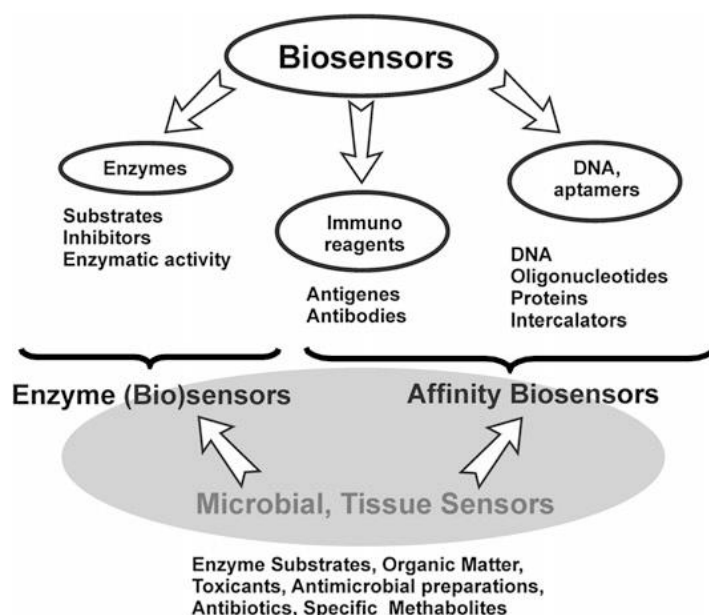 Biosensors
Enzymes
Substrates
Inhibitors
Enzymatic activity
Immuno
reagents
Antigenes
Antibodies
DNA,
aptamers
DNA
Oligonucleotides
Proteins
Intercalators
Enzyme (Bio)sensors
Affinity Biosensors
Microbial, Tissue Sensors
Enzyme Substrates, Organic Matter,
Toxicants, Antimicrobial preparations,
Antibiotics, Specific Methabolites